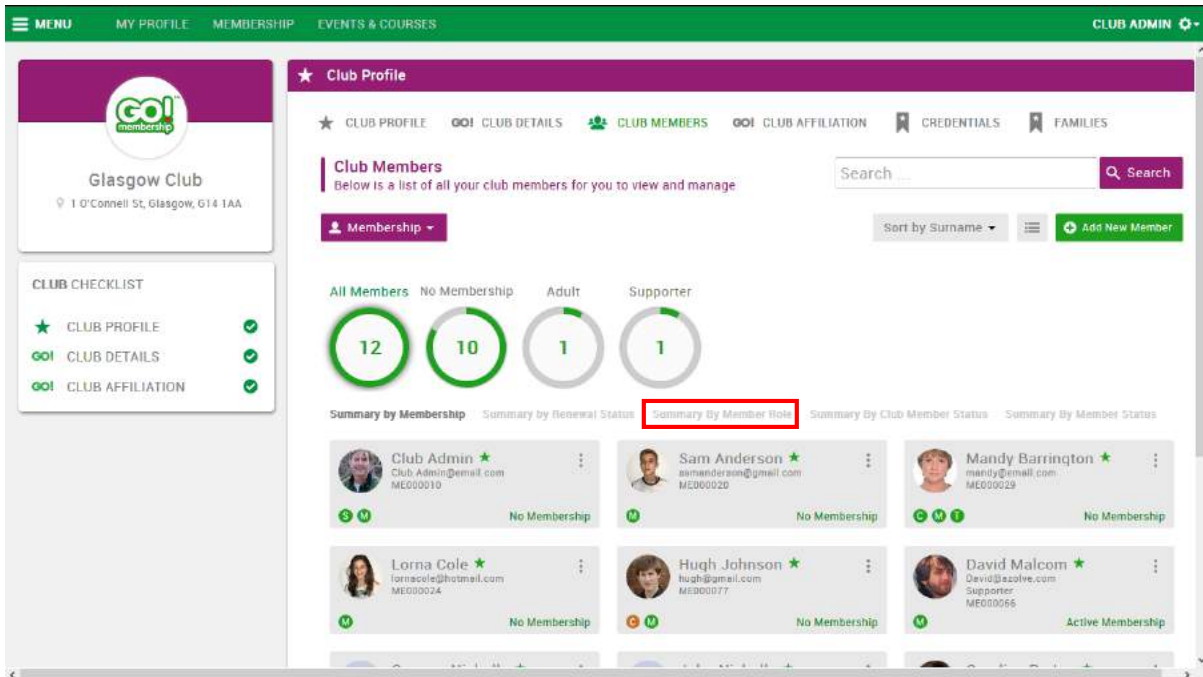 MENU MY PROFILE MEMBERSHIP EVENTS & COURSES CLUB ADMIN
GO! membership
Glasgow Club
1 O'Connell St, Glasgow, G14 1AA
CLUB CHECKLIST
CLUB PROFILE
GO! CLUB DETAILS
GO! CLUB AFFILIATION
Club Profile
CLUB PROFILE GO! CLUB DETAILS CLUB MEMBERS GO! CLUB AFFILIATION CREDENTIALS FAMILIES
Club Members
Below is a list of all your club members for you to view and manage
Search ... Search
Membership Sort by Surname Add New Member
All Members No Membership Adult Supporter
12 10 1 1
Summary by Membership Summary by Renewal Status Summary By Member Role Summary By Club Member Status Summary By Member Status
Club Admin
Club.Admin@email.com
ME000010
S M No Membership
Sam Anderson
samanderson@gmail.com
ME000020
M No Membership
Mandy Barrington
mandy@email.com
ME000029
C M T No Membership
Lorna Cole
lornacole@hotmail.com
ME000024
M No Membership
Hugh Johnson
hugh@gmail.com
ME000077
C M No Membership
David Malcom
David@azolve.com
Supporter
ME000066
M Active Membership